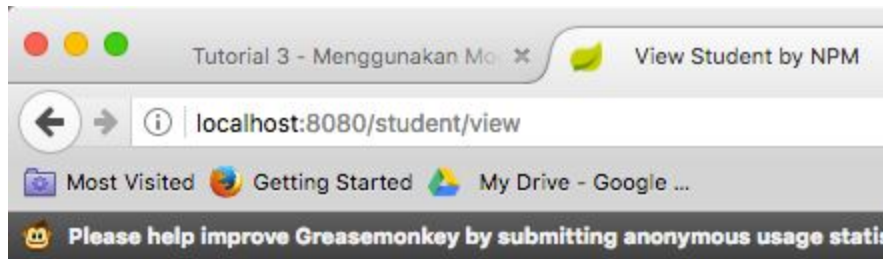 Tutorial 3 - Menggunakan Mo
View Student by NPM
localhost:8080/student/view
Most Visited Getting Started My Drive - Google ...
Please help improve Greasemonkey by submitting anonymous usage statis